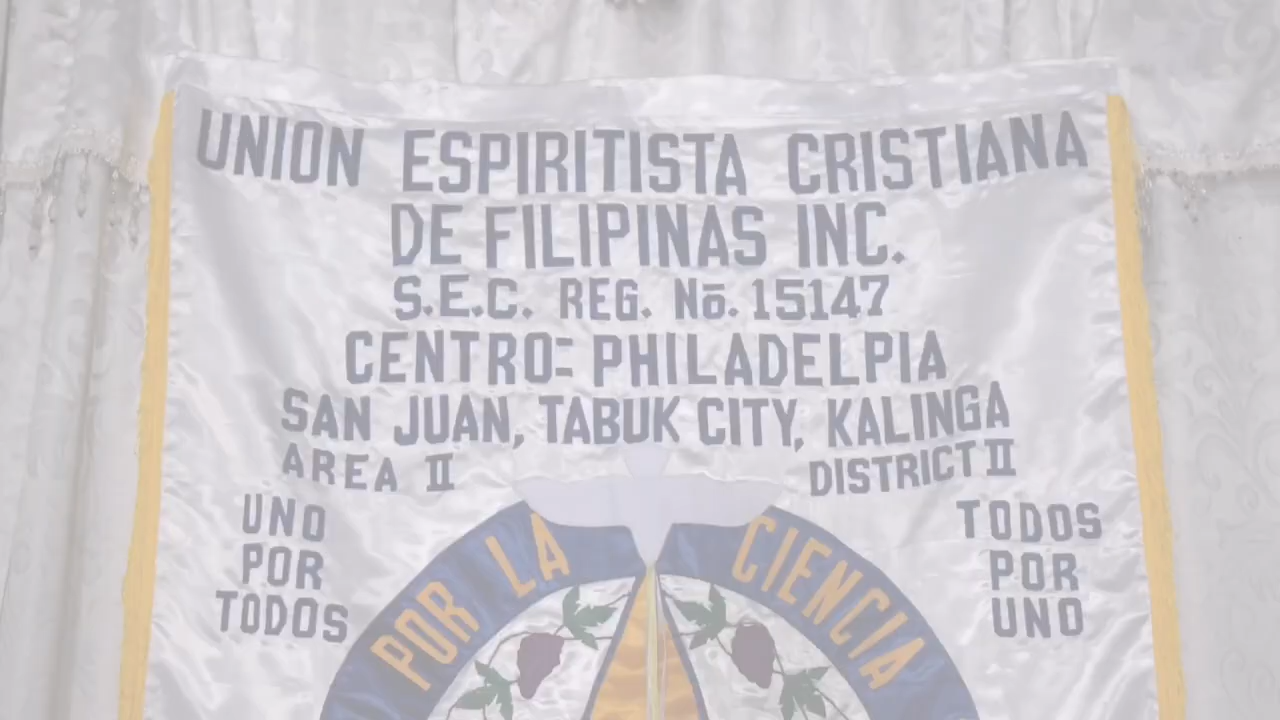 UNION ESPIRITISTA CRISTIANA
DE FILIPINAS INC.
S.E.C. REG. Nō. 15147
CENTRO= PHILADELPIA
SAN JUAN, TABUK CITY, KALINGA
AREA II DISTRICT II
UNO
POR
TODOS
TODOS
POR
UNO
POR LA CIENCIA